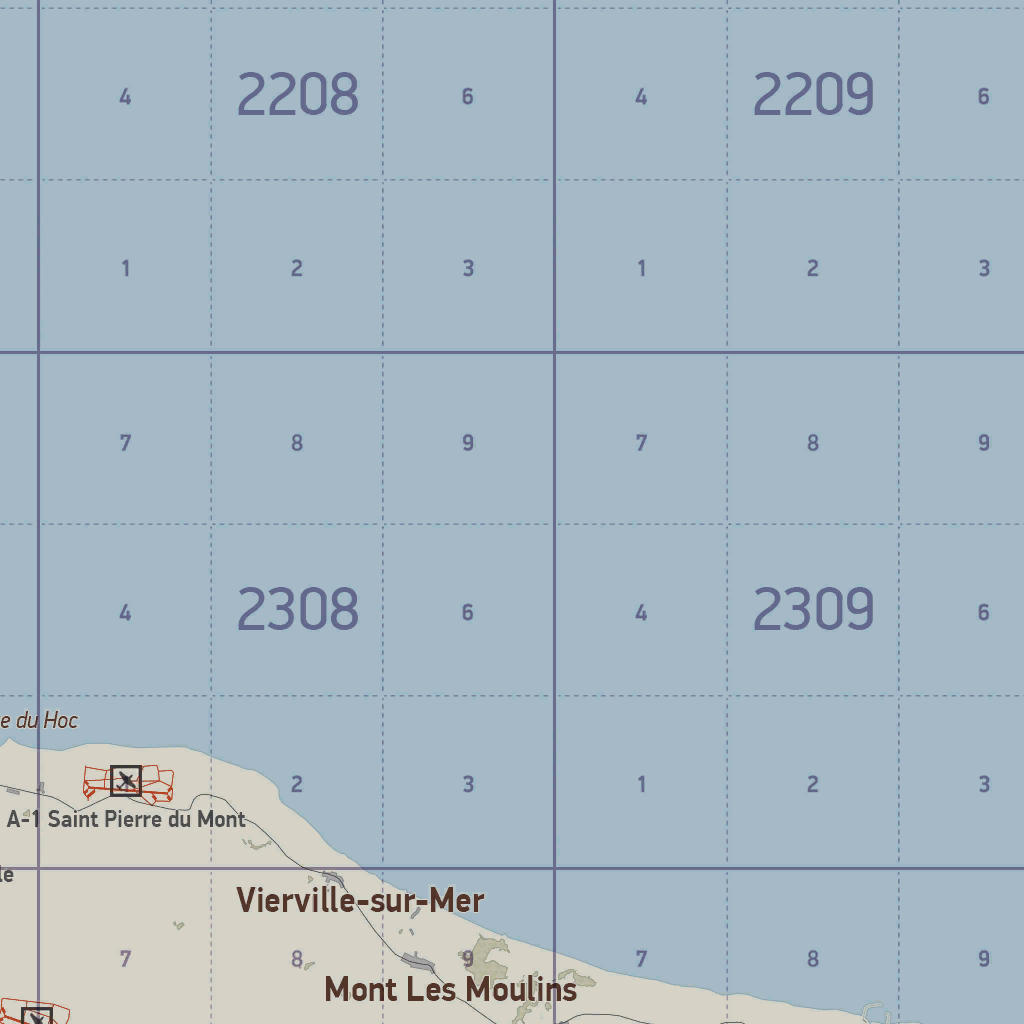 4 2208 6 4 2209 6
1 2 3 1 2 3
7 8 9 7 8 9
4 2308 6 4 2309 6
e du Hoc
2 3 1 2 3
A-1 Saint Pierre du Mont
le
Vierville-sur-Mer
7 8 9 7 8 9
Mont Les Moulins